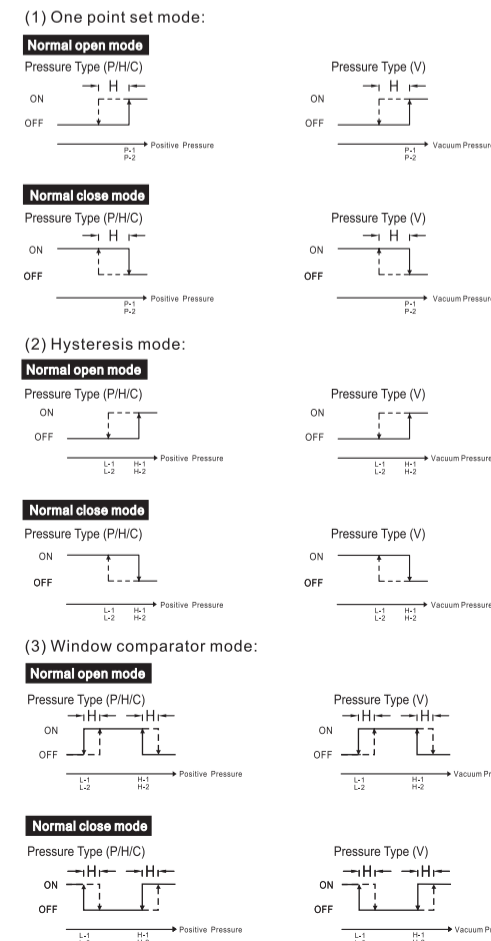 (1) One point set mode:
Normal open mode
Pressure Type (P/H/C)
H
ON
OFF
P-1
P-2
Positive Pressure
Pressure Type (V)
H
ON
OFF
P-1
P-2
Vacuum Pressure
Normal close mode
Pressure Type (P/H/C)
H
ON
OFF
P-1
P-2
Positive Pressure
Pressure Type (V)
H
ON
OFF
P-1
P-2
Vacuum Pressure
(2) Hysteresis mode:
Normal open mode
Pressure Type (P/H/C)
ON
OFF
L-1 H-1
L-2 H-2
Positive Pressure
Pressure Type (V)
ON
OFF
L-1 H-1
L-2 H-2
Vacuum Pressure
Normal close mode
Pressure Type (P/H/C)
ON
OFF
L-1 H-1
L-2 H-2
Positive Pressure
Pressure Type (V)
ON
OFF
L-1 H-1
L-2 H-2
Vacuum Pressure
(3) Window comparator mode:
Normal open mode
Pressure Type (P/H/C)
H H
ON
OFF
L-1 H-1
L-2 H-2
Positive Pressure
Pressure Type (V)
H H
ON
OFF
L-1 H-1
L-2 H-2
Vacuum Pr
Normal close mode
Pressure Type (P/H/C)
H H
ON
OFF
L-1 H-1
Positive Pressure
Pressure Type (V)
H H
ON
OFF
L-1 H-1
Vacuum Pr